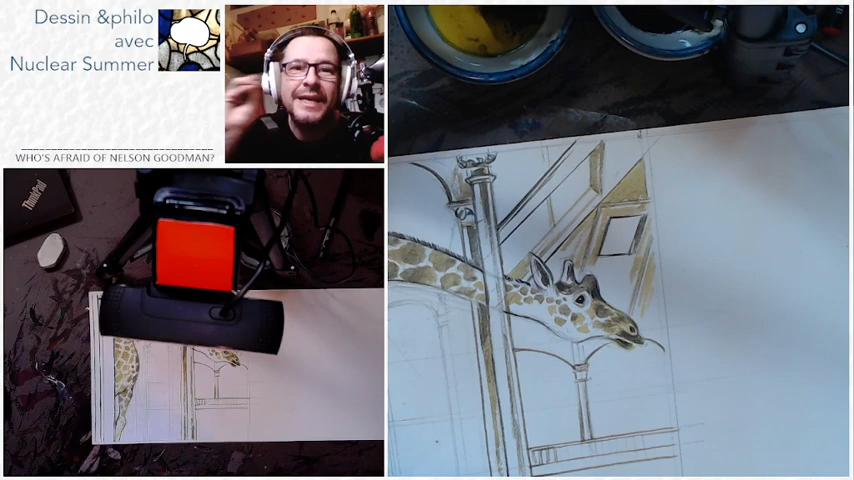 Dessin &philo
avec
Nuclear Summer
WHO'S AFRAID OF NELSON GOODMAN?
ThinkPad